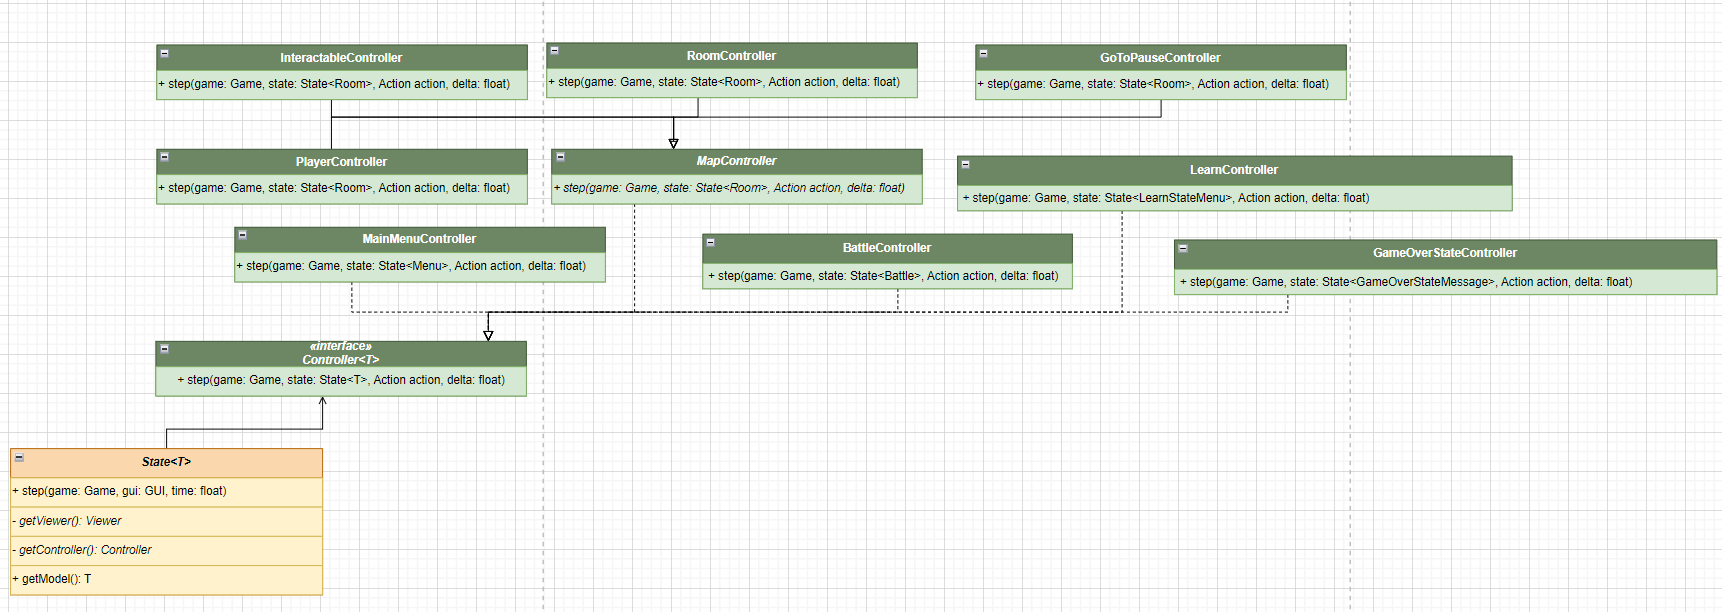 InteractableController
+ step(game: Game, state: State<Room>, Action action, delta: float)
RoomController
+ step(game: Game, state: State<Room>, Action action, delta: float)
GoToPauseController
+ step(game: Game, state: State<Room>, Action action, delta: float)
PlayerController
+ step(game: Game, state: State<Room>, Action action, delta: float)
MapController
+ step(game: Game, state: State<Room>, Action action, delta: float)
LearnController
+ step(game: Game, state: State<LearnStateMenu>, Action action, delta: float)
MainMenuController
+ step(game: Game, state: State<Menu>, Action action, delta: float)
BattleController
+ step(game: Game, state: State<Battle>, Action action, delta: float)
GameOverStateController
+ step(game: Game, state: State<GameOverStateMessage>, Action action, delta: float)
«interface»
Controller<T>
+ step(game: Game, state: State<T>, Action action, delta: float)
State<T>
+ step(game: Game, gui: GUI, time: float)
- getViewer(): Viewer
- getController(): Controller
+ getModel(): T